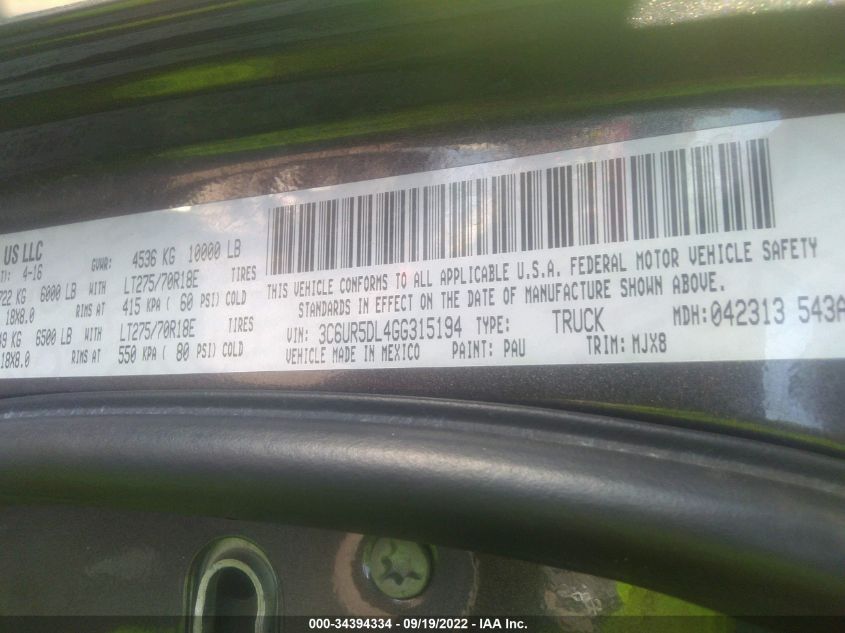 US LLC
4-16 GVWR: 4536 KG 10000 LB
722 KG 6000 LB WITH LT275/70R18E TIRES
18X8.0 RIMS AT 415 KPA ( 60 PSI) COLD
KG 6500 LB WITH LT275/70R18E TIRES
18X8.0 RIMS AT 550 KPA ( 80 PSI) COLD
THIS VEHICLE CONFORMS TO ALL APPLICABLE U.S.A. FEDERAL MOTOR VEHICLE SAFETY
STANDARDS IN EFFECT ON THE DATE OF MANUFACTURE SHOWN ABOVE.
VIN: 3C6UR5DL4GG315194 TYPE: TRUCK MDH: 042313 543A
VEHICLE MADE IN MEXICO PAINT: PAU TRIM: MJX8
000-34394334 - 09/19/2022 - IAA Inc.